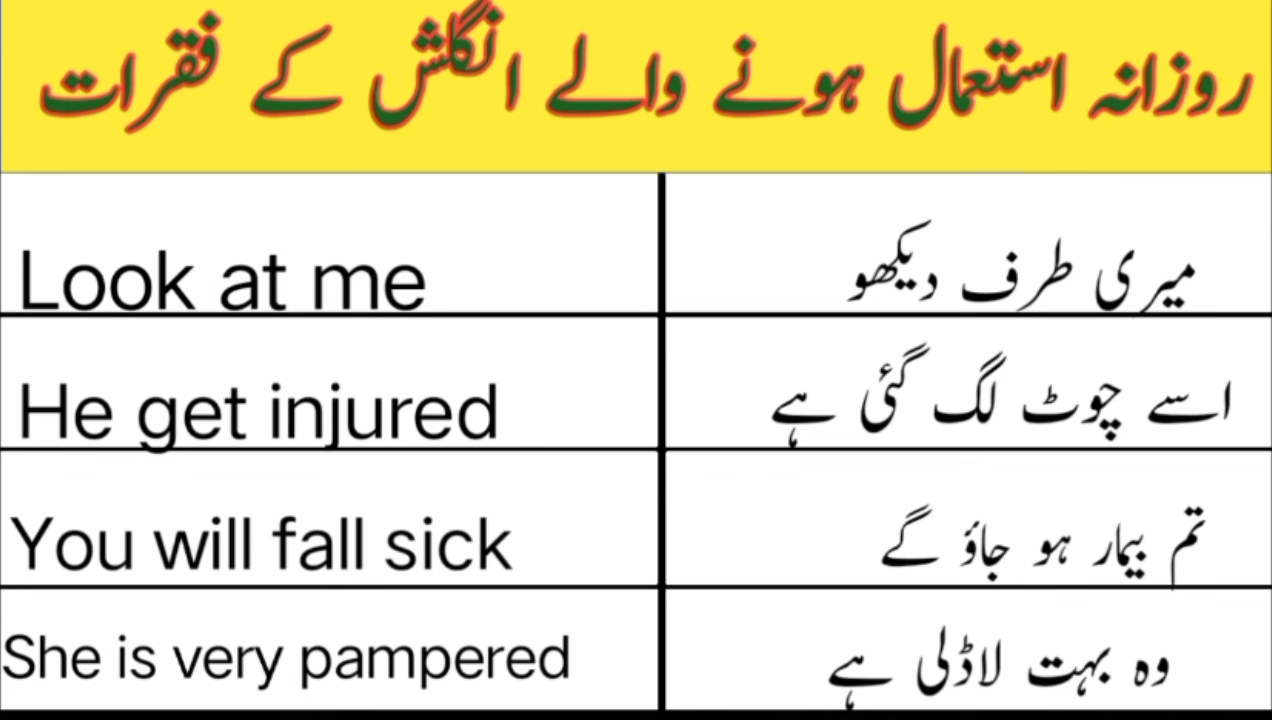 روزانہ استعمال ہونے والے انگلش کے فقرات
Look at me
میری طرف دیکھو
He get injured
اسے چوٹ لگ گئی ہے
You will fall sick
تم بیمار ہو جاؤ گے
She is very pampered
وہ بہت لاڈلی ہے